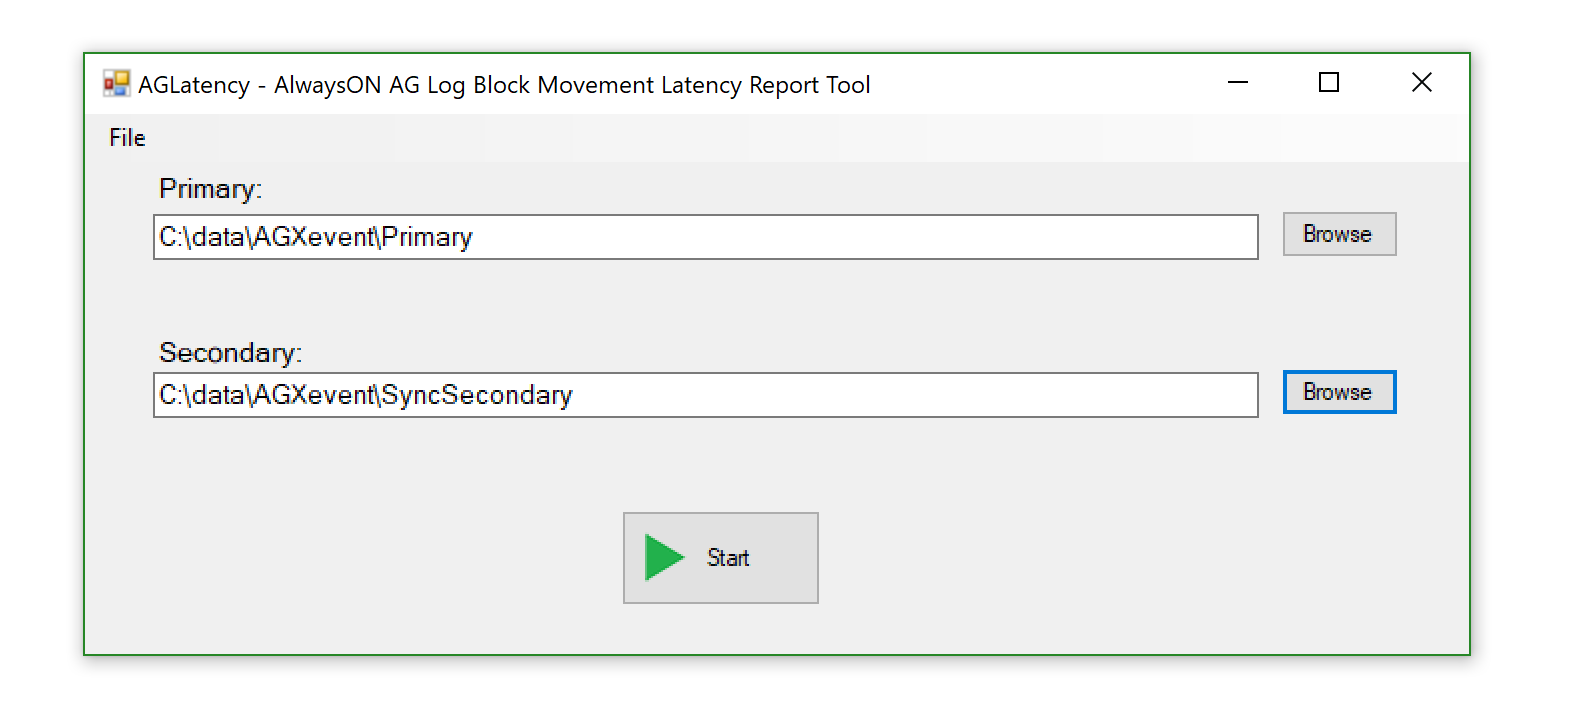 AGLatency - AlwaysON AG Log Block Movement Latency Report Tool
File
Primary:
C:\data\AGXevent\Primary
Browse
Secondary:
C:\data\AGXevent\SyncSecondary
Browse
Start